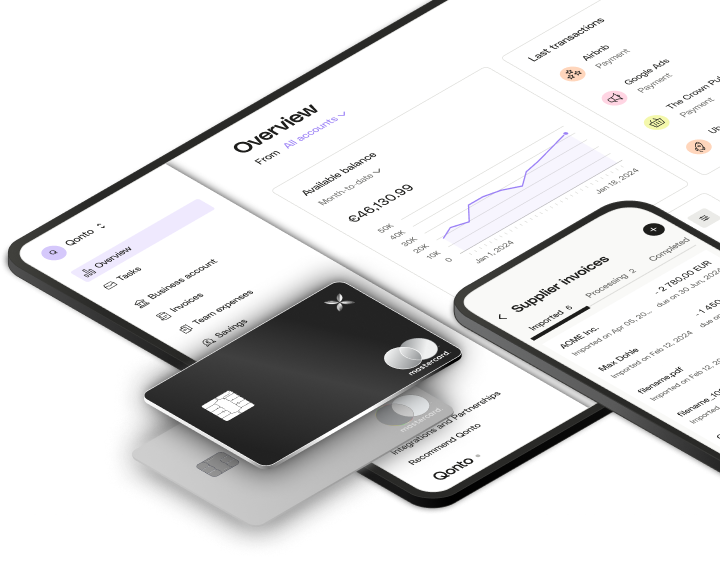 Overview
From All accounts
Available balance
Month-to-date
€46,130.99
50K
40K
30K
20K
10K
0
Jan 1, 2024
Jan 18, 2024
Last transactions
Airbnb
Payment
Google Ads
Payment
The Crown Pu
Payment
Qonto
Overview
Tasks
Business account
Invoices
Team expenses
Savings
Integrations and Partnerships
Recommend Qonto
Qonto
mastercard.
mastercard.
Supplier invoices
Imported 6
Processing 2
Completed
ACME Inc.
- 2 780,00 EUR
Imported on Apr 05, 20...
due on 30 Jun, 202
Max Dohle
- 1 450
Imported on Feb 12, 2024
due on
filename.pdf
Imported on Feb 12, 2024
filename_10
Imported on Feb